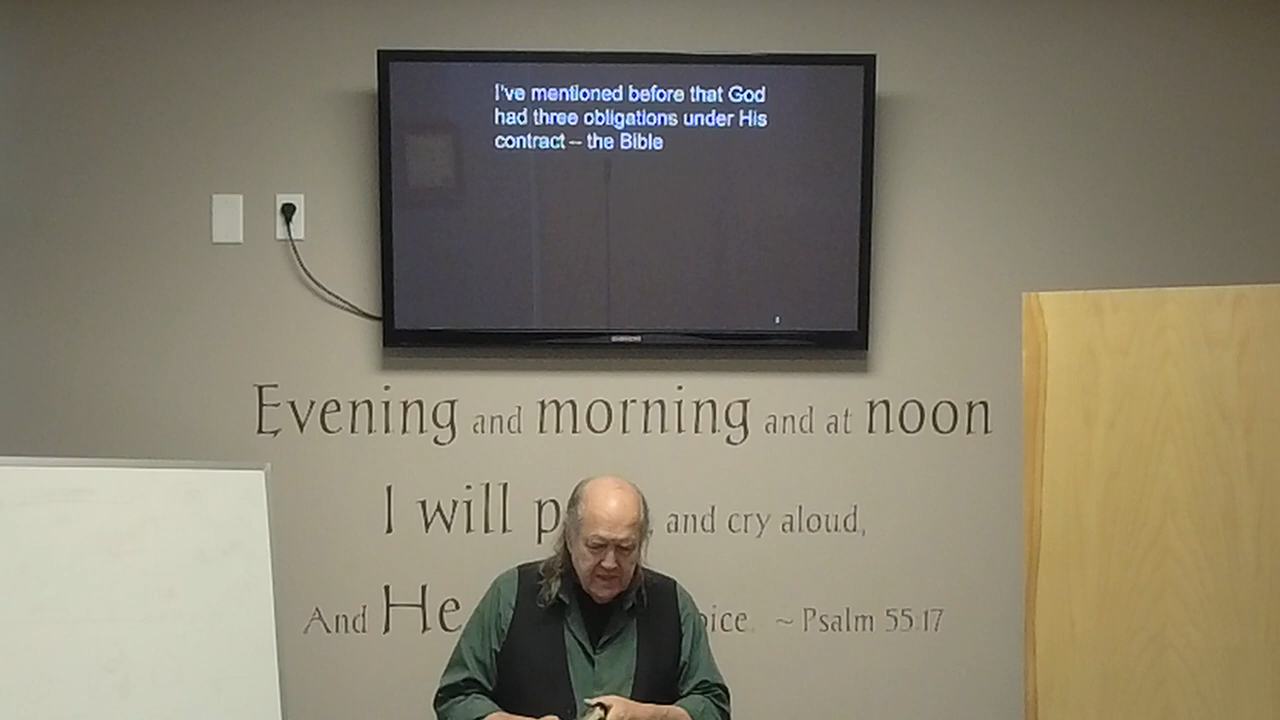 I've mentioned before that God
had three obligations under His
contract – the Bible
Evening and morning and at noon
I will and cry aloud,
And He ~ Psalm 55:17